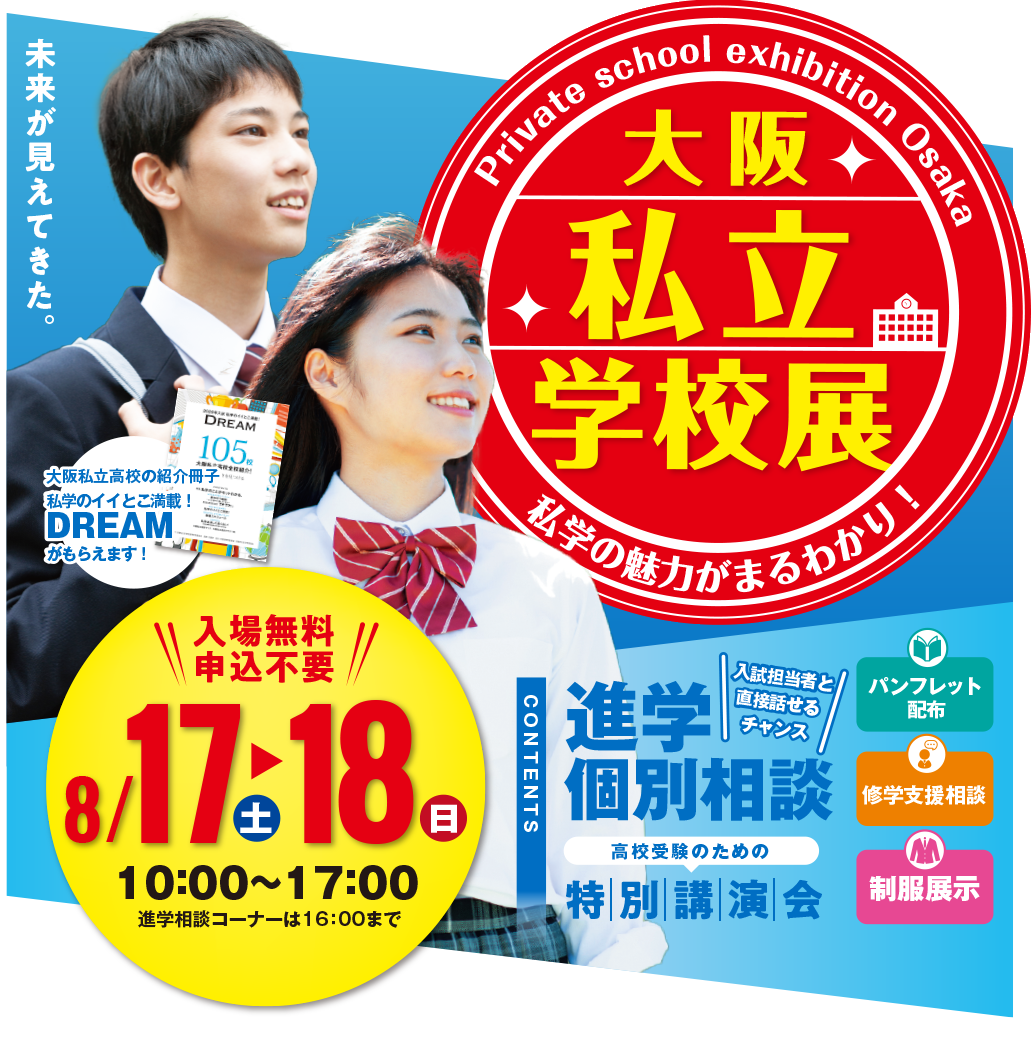 未来が見えてきた。
Private school exhibition Osaka
大阪
私立
学校展
私学の魅力がまるわかり！
DREAM
105校
大阪私立高校の紹介冊子
私学のイイとこ満載！
DREAM
がもらえます！
入場無料
申込不要
8/17土▶18日
10:00〜17:00
進学相談コーナーは16:00まで
CONTENTS
進学
個別相談
入試担当者と
直接話せる
チャンス
高校受験のための
特別講演会
パンフレット
配布
修学支援相談
制服展示